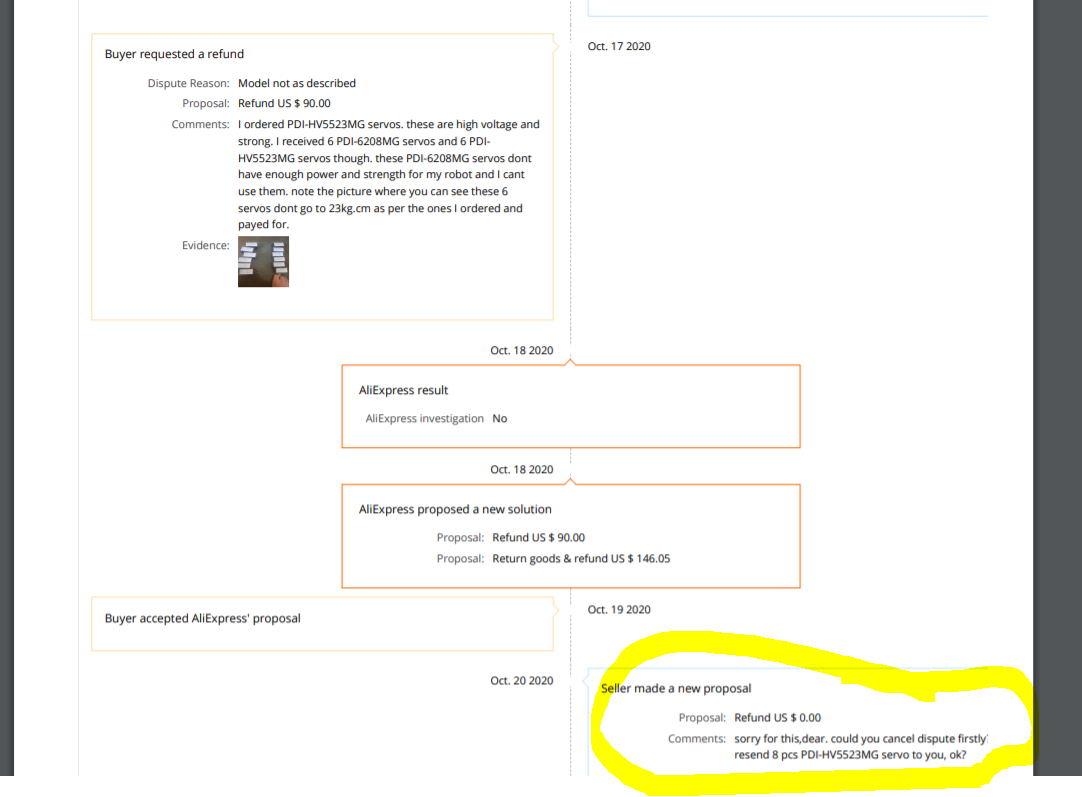 Oct. 17 2020
Buyer requested a refund
Dispute Reason: Model not as described
Proposal: Refund US $ 90.00
Comments: I ordered PDI-HV5523MG servos. these are high voltage and
strong. I received 6 PDI-6208MG servos and 6 PDI-
HV5523MG servos though. these PDI-6208MG servos dont
have enough power and strength for my robot and I cant
use them. note the picture where you can see these 6
servos dont go to 23kg.cm as per the ones I ordered and
payed for.
Evidence:
Oct. 18 2020
AliExpress result
AliExpress investigation No
Oct. 18 2020
AliExpress proposed a new solution
Proposal: Refund US $ 90.00
Proposal: Return goods & refund US $ 146.05
Oct. 19 2020
Buyer accepted AliExpress' proposal
Oct. 20 2020
Seller made a new proposal
Proposal: Refund US $ 0.00
Comments: sorry for this,dear. could you cancel dispute firstly
resend 8 pcs PDI-HV5523MG servo to you, ok?